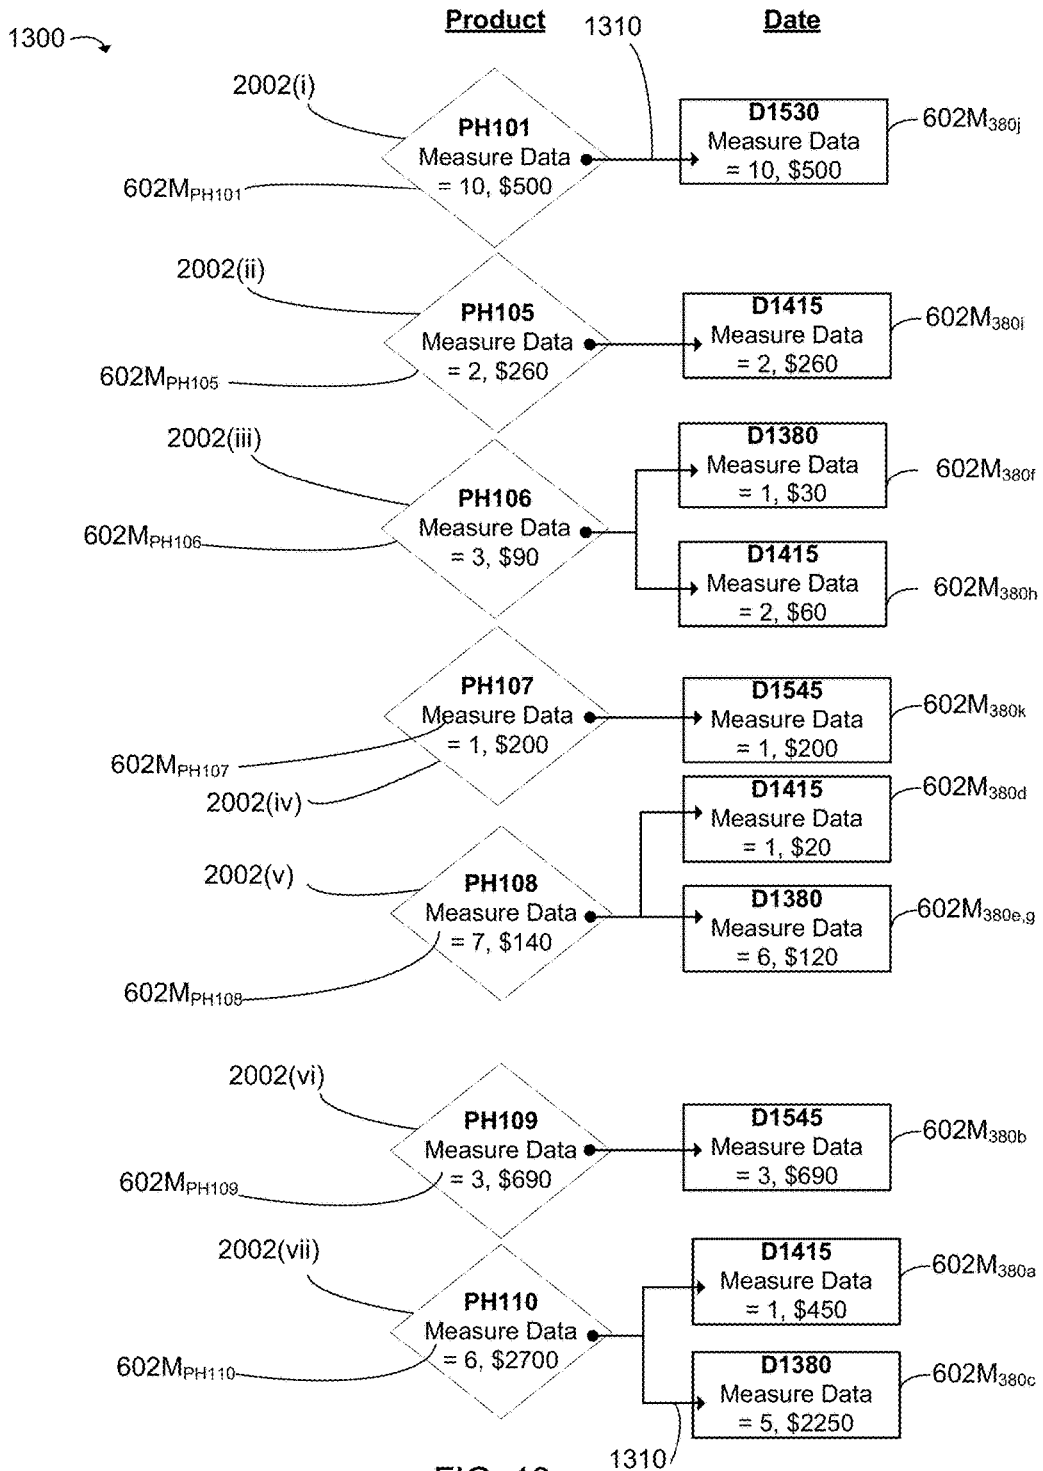 Product
1310
Date
1300
2002(i)
PH101
Measure Data
= 10, $500
D1530
Measure Data
= 10, $500
602M380j
602MPH101
2002(ii)
PH105
Measure Data
= 2, $260
D1415
Measure Data
= 2, $260
602M380i
602MPH105
2002(iii)
PH106
Measure Data
= 3, $90
D1380
Measure Data
= 1, $30
602M380f
602MPH106
D1415
Measure Data
= 2, $60
602M380h
PH107
Measure Data
= 1, $200
D1545
Measure Data
= 1, $200
602M380k
602MPH107
2002(iv)
D1415
Measure Data
= 1, $20
602M380d
2002(v)
PH108
Measure Data
= 7, $140
D1380
Measure Data
= 6, $120
602M380e,g
602MPH108
2002(vi)
PH109
Measure Data
= 3, $690
D1545
Measure Data
= 3, $690
602M380b
602MPH109
2002(vii)
PH110
Measure Data
= 6, $2700
D1415
Measure Data
= 1, $450
602M380a
602MPH110
D1380
Measure Data
= 5, $2250
602M380c
1310